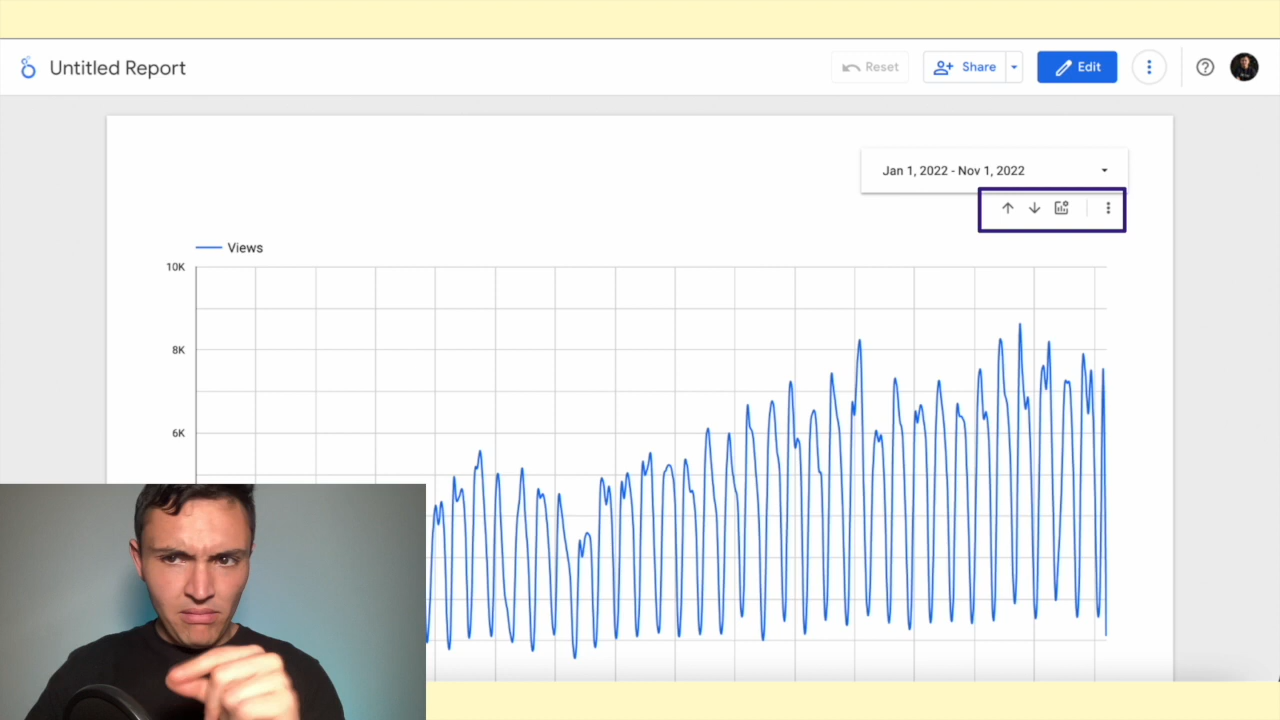 Untitled Report
Reset
Share
Edit
Jan 1, 2022 - Nov 1, 2022
Views
10K
8K
6K